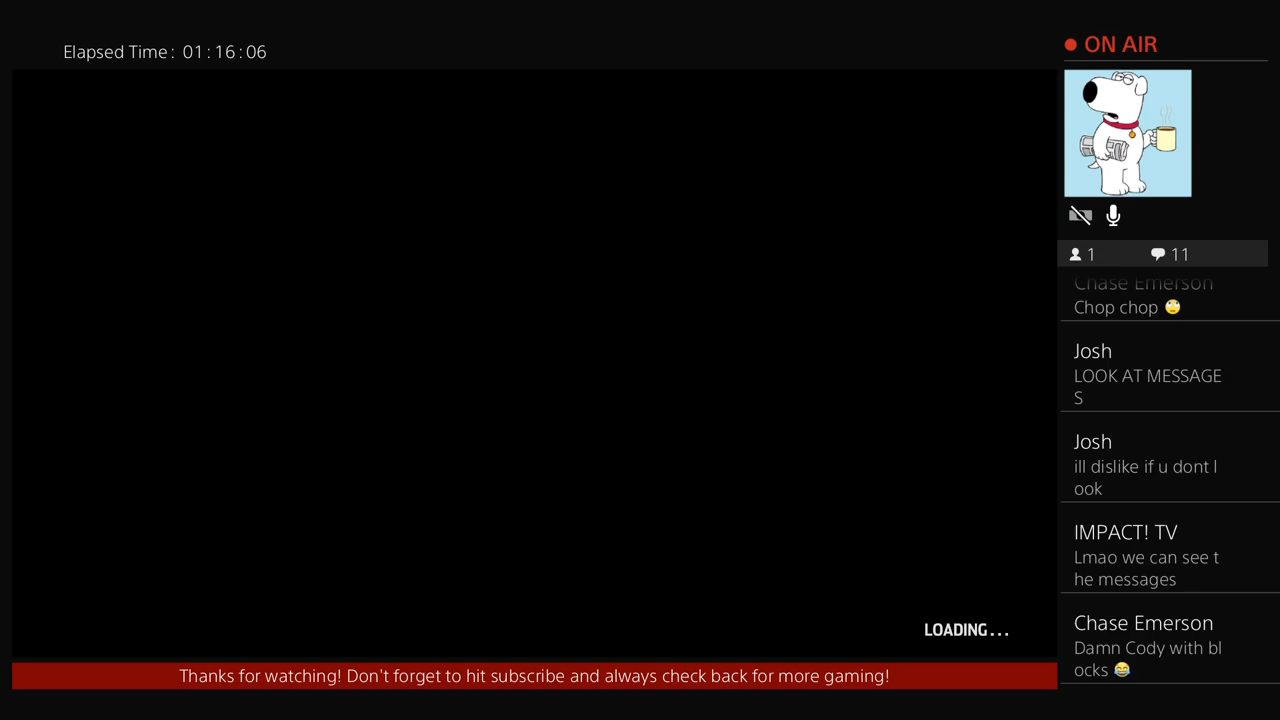 Elapsed Time: 01:16:06
ON AIR
1 11
Chase Emerson
Chop chop 🙄
Josh
LOOK AT MESSAGE
S
Josh
ill dislike if u dont l
ook
IMPACT! TV
Lmao we can see t
he messages
Chase Emerson
Damn Cody with bl
ocks 😂
LOADING...
Thanks for watching! Don't forget to hit subscribe and always check back for more gaming!